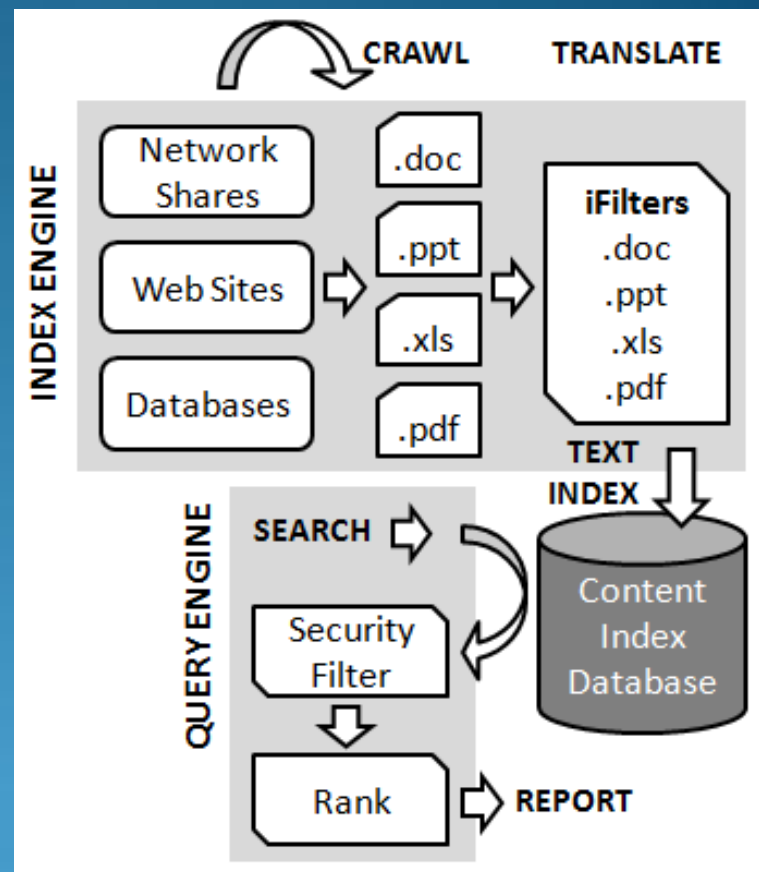 CRAWL
TRANSLATE
INDEX ENGINE
Network
Shares
Web Sites
Databases
.doc
.ppt
.xls
.pdf
iFilters
.doc
.ppt
.xls
.pdf
TEXT
INDEX
Content
Index
Database
QUERY ENGINE
SEARCH
Security
Filter
Rank
REPORT